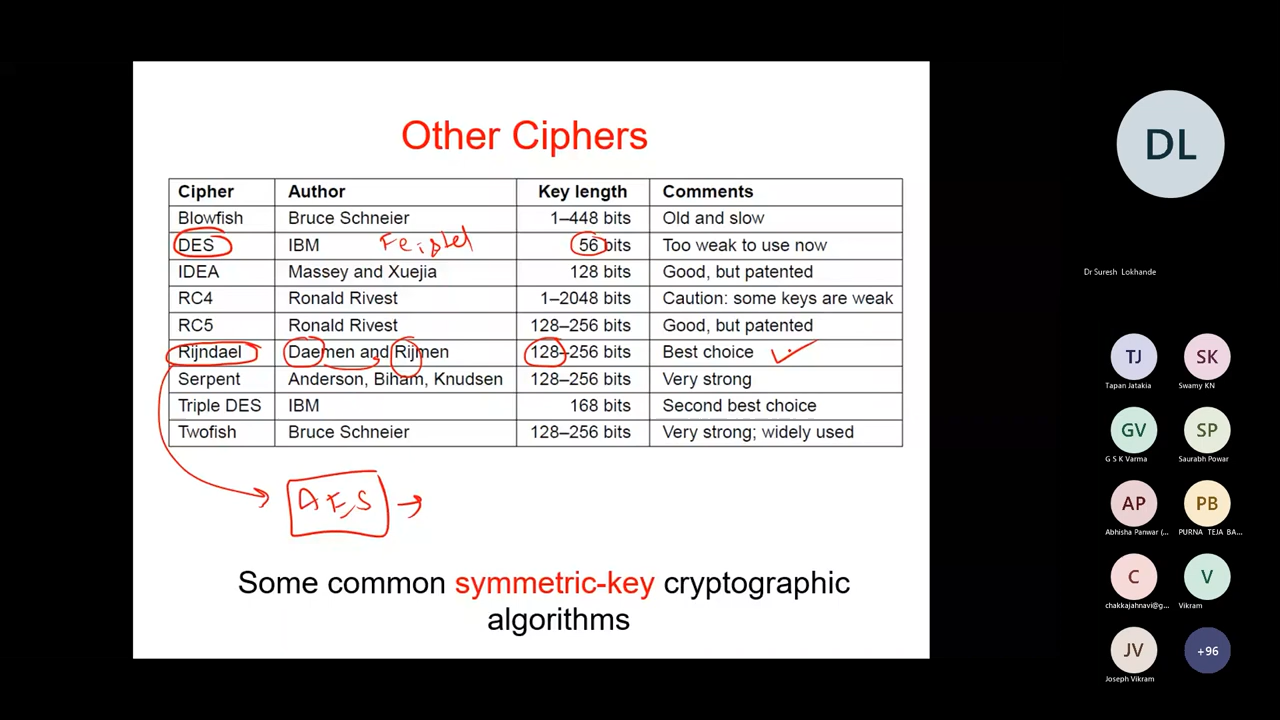 Other Ciphers
Cipher Author Key length Comments
Blowfish Bruce Schneier 1–448 bits Old and slow
DES IBM Feistel 56 bits Too weak to use now
IDEA Massey and Xuejia 128 bits Good, but patented
RC4 Ronald Rivest 1–2048 bits Caution: some keys are weak
RC5 Ronald Rivest 128–256 bits Good, but patented
Rijndael Daemen and Rijmen 128–256 bits Best choice
Serpent Anderson, Biham, Knudsen 128–256 bits Very strong
Triple DES IBM 168 bits Second best choice
Twofish Bruce Schneier 128–256 bits Very strong; widely used
AES
Some common symmetric-key cryptographic
algorithms
DL
Dr Suresh Lokhande
TJ SK
Tapan Jatakia Swamy KN
GV SP
G S K Varma Saurabh Powar
AP PB
Abhisha Panwar (... PURNA TEJA BA...
C V
chakkajahnavi@g... Vikram
JV +96
Joseph Vikram